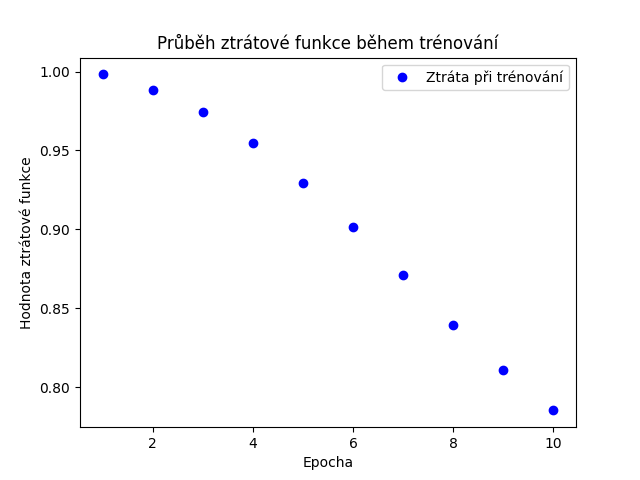 Průběh ztrátové funkce během trénování
Ztráta při trénování
Hodnota ztrátové funkce
1.00
0.95
0.90
0.85
0.80
2 4 6 8 10
Epocha